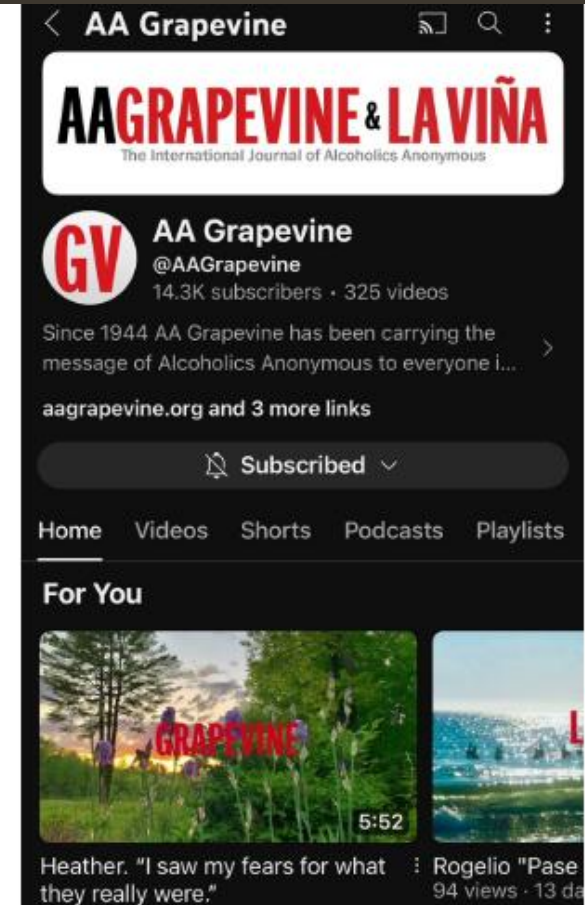 AA Grapevine
AAGRAPEVINE & LA VIÑA
The International Journal of Alcoholics Anonymous
GV
AA Grapevine
@AAGrapevine
14.3K subscribers • 325 videos
Since 1944 AA Grapevine has been carrying the
message of Alcoholics Anonymous to everyone i...
aagrapevine.org and 3 more links
Subscribed
Home Videos Shorts Podcasts Playlists
For You
GRAPEVINE
L
5:52
Heather. "I saw my fears for what
they really were."
Rogelio "Pase
94 views · 13 da